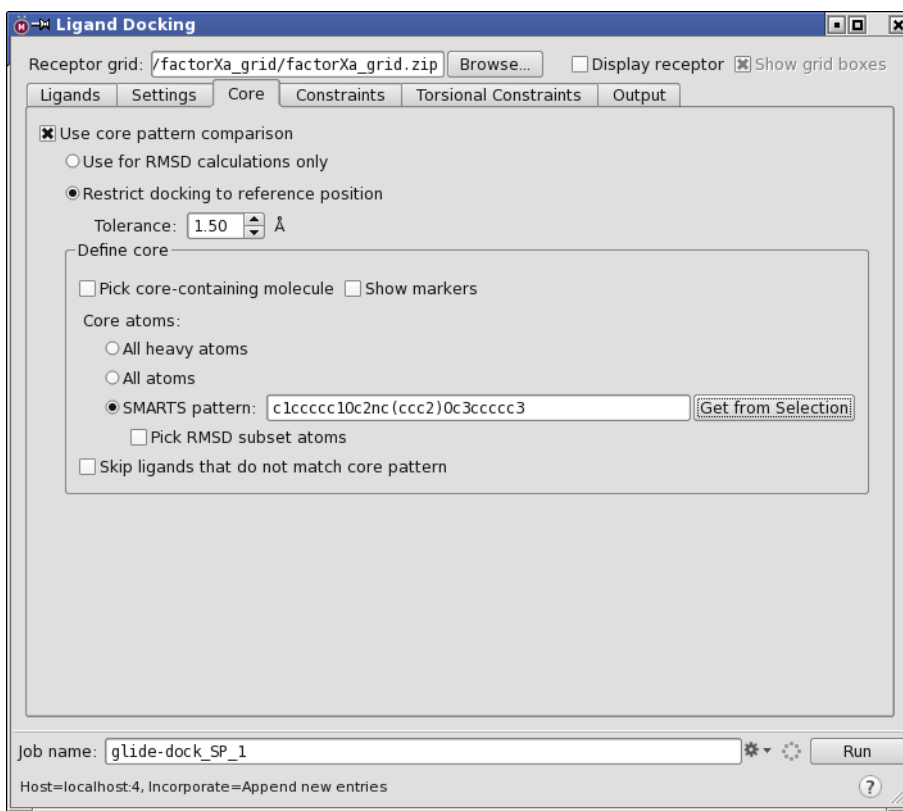 Ligand Docking
Receptor grid: /factorXa_grid/factorXa_grid.zip Browse... Display receptor Show grid boxes
Ligands Settings Core Constraints Torsional Constraints Output
Use core pattern comparison
Use for RMSD calculations only
Restrict docking to reference position
Tolerance: 1.50 Å
Define core
Pick core-containing molecule Show markers
Core atoms:
All heavy atoms
All atoms
SMARTS pattern: c1ccccc1Oc2nc(ccc2)Oc3ccccc3 Get from Selection
Pick RMSD subset atoms
Skip ligands that do not match core pattern
Job name: glide-dock_SP_1 Run
Host=localhost:4, Incorporate=Append new entries ?